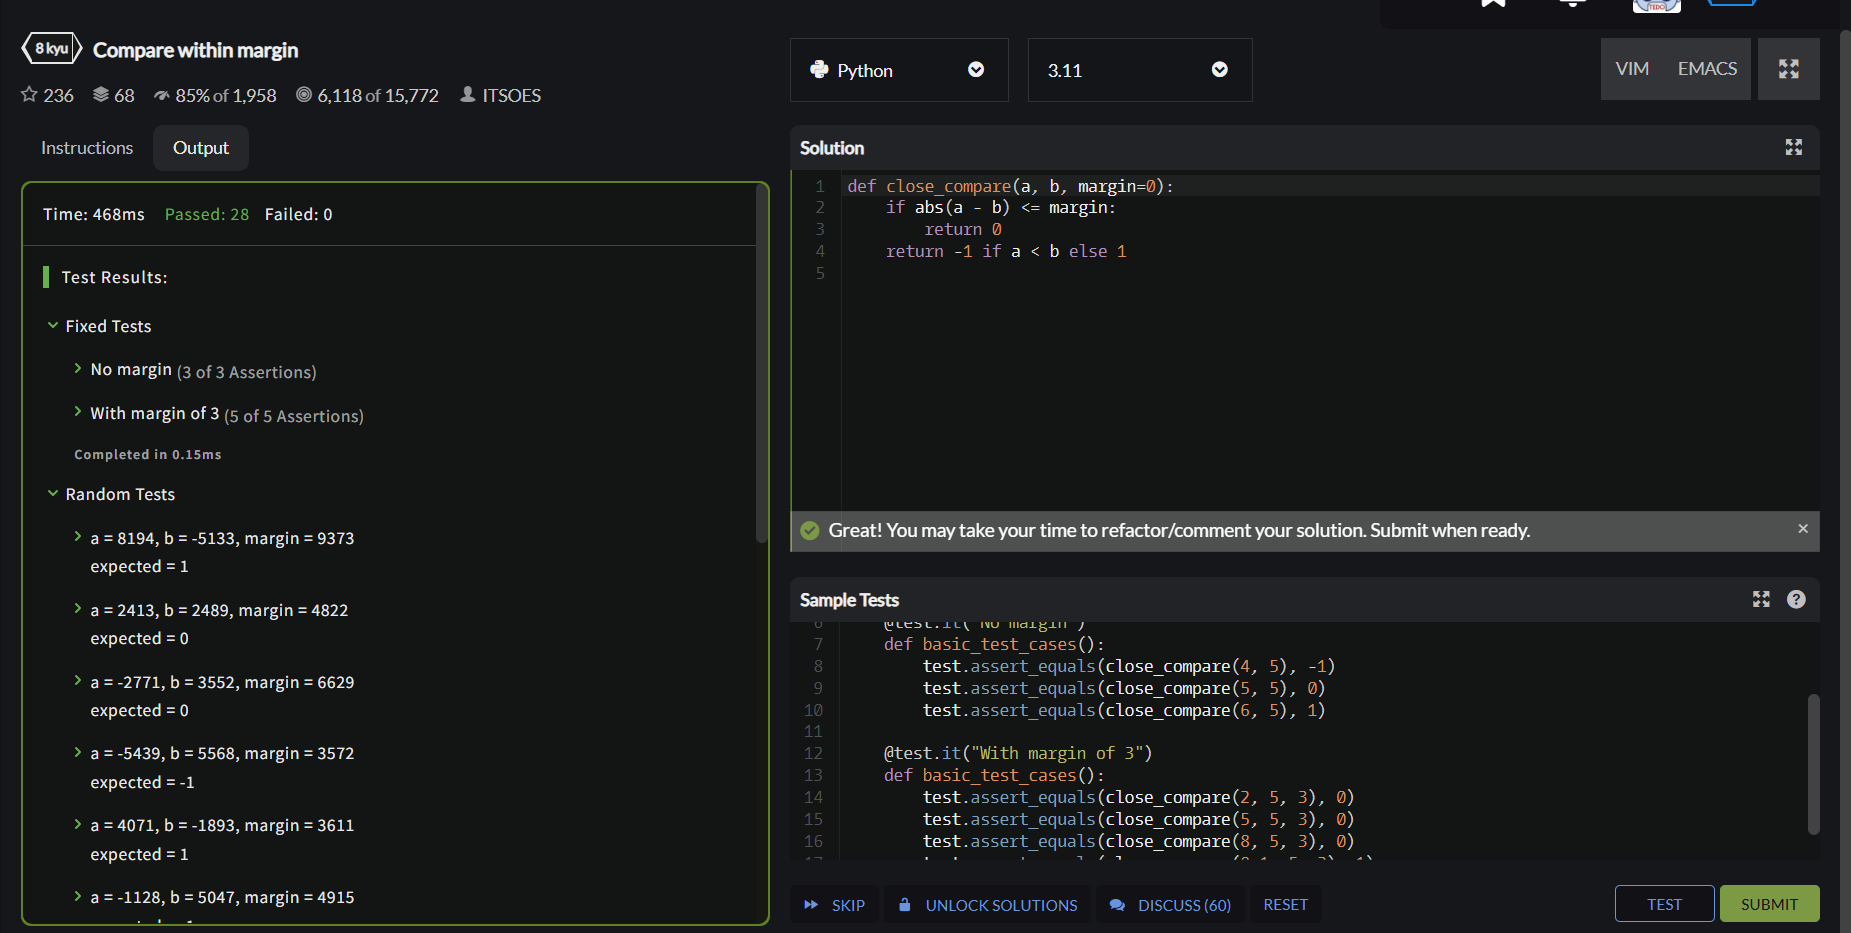 TEDO
8 kyu Compare within margin
236 68 85% of 1,958 6,118 of 15,772 ITSOES
Instructions Output
Time: 468ms Passed: 28 Failed: 0
Test Results:
Fixed Tests
No margin (3 of 3 Assertions)
With margin of 3 (5 of 5 Assertions)
Completed in 0.15ms
Random Tests
a = 8194, b = -5133, margin = 9373
expected = 1
a = 2413, b = 2489, margin = 4822
expected = 0
a = -2771, b = 3552, margin = 6629
expected = 0
a = -5439, b = 5568, margin = 3572
expected = -1
a = 4071, b = -1893, margin = 3611
expected = 1
a = -1128, b = 5047, margin = 4915
Python 3.11 VIM EMACS
Solution
1 def close_compare(a, b, margin=0):
2     if abs(a - b) <= margin:
3         return 0
4     return -1 if a < b else 1
5
Great! You may take your time to refactor/comment your solution. Submit when ready. ×
Sample Tests ?
6     @test.it("No margin")
7     def basic_test_cases():
8         test.assert_equals(close_compare(4, 5), -1)
9         test.assert_equals(close_compare(5, 5), 0)
10         test.assert_equals(close_compare(6, 5), 1)
11
12     @test.it("With margin of 3")
13     def basic_test_cases():
14         test.assert_equals(close_compare(2, 5, 3), 0)
15         test.assert_equals(close_compare(5, 5, 3), 0)
16         test.assert_equals(close_compare(8, 5, 3), 0)
SKIP UNLOCK SOLUTIONS DISCUSS (60) RESET TEST SUBMIT